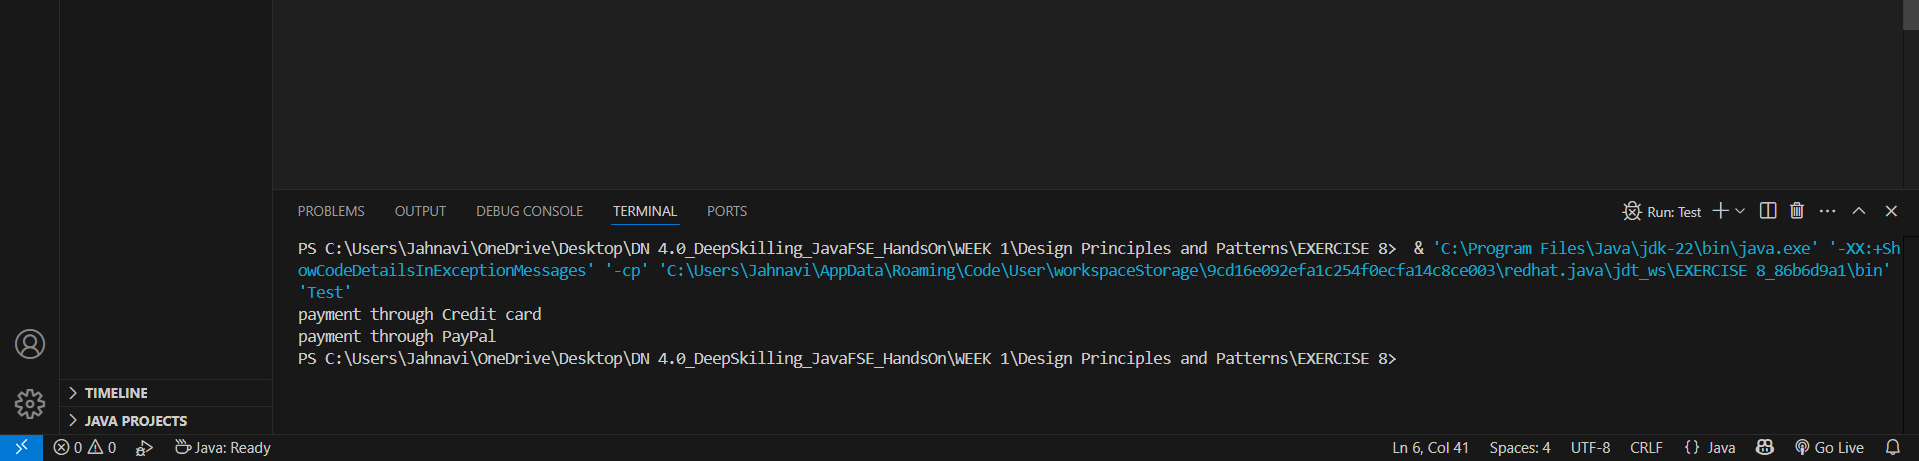 PROBLEMS OUTPUT DEBUG CONSOLE TERMINAL PORTS Run: Test
PS C:\Users\Jahnavi\OneDrive\Desktop\DN 4.0_DeepSkilling_JavaFSE_HandsOn\WEEK 1\Design Principles and Patterns\EXERCISE 8>  & 'C:\Program Files\Java\jdk-22\bin\java.exe' '-XX:+Sh
owCodeDetailsInExceptionMessages' '-cp' 'C:\Users\Jahnavi\AppData\Roaming\Code\User\workspaceStorage\9cd16e092efa1c254f0ecfa14c8ce003\redhat.java\jdt_ws\EXERCISE 8_86b6d9a1\bin'
'Test'
payment through Credit card
payment through PayPal
PS C:\Users\Jahnavi\OneDrive\Desktop\DN 4.0_DeepSkilling_JavaFSE_HandsOn\WEEK 1\Design Principles and Patterns\EXERCISE 8>
TIMELINE
JAVA PROJECTS
0 0 Java: Ready Ln 6, Col 41 Spaces: 4 UTF-8 CRLF {} Java Go Live